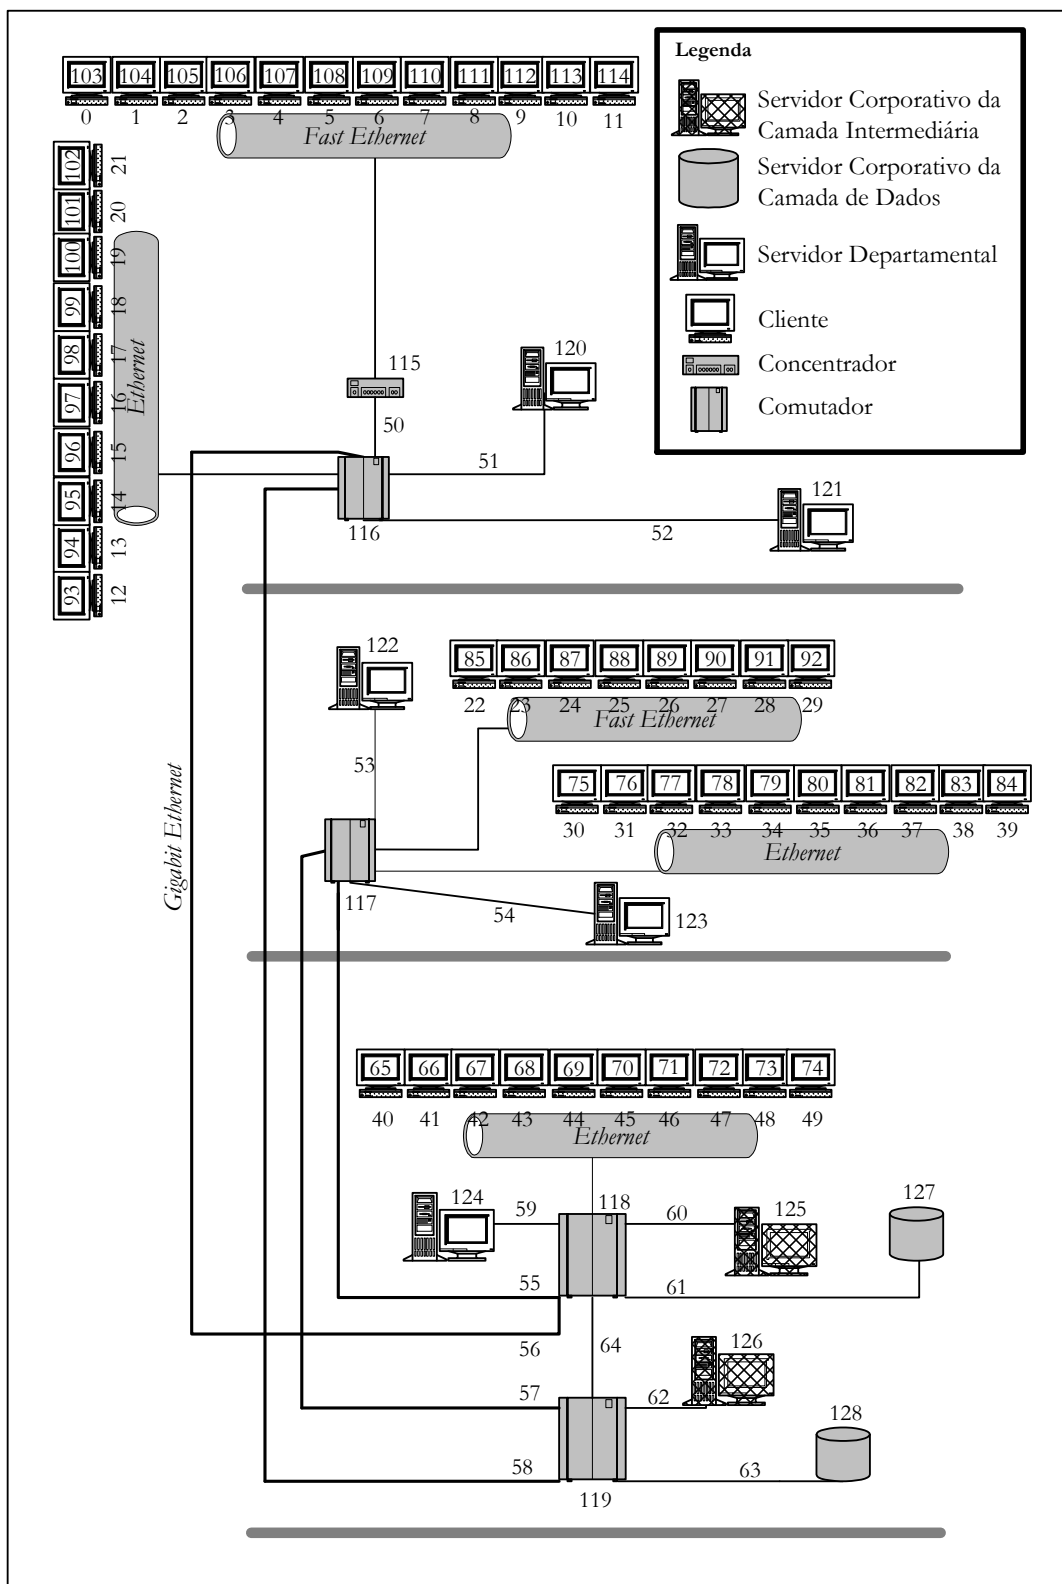 Legenda
Servidor Corporativo da
Camada Intermediária
Servidor Corporativo da
Camada de Dados
Servidor Departamental
Cliente
Concentrador
Comutador
103 104 105 106 107 108 109 110 111 112 113 114
0 1 2 3 4 5 6 7 8 9 10 11
Fast Ethernet
102 21
101 20
100 19
99 18
98 17
97 16
96 15
95 14
94 13
93 12
Ethernet
115
50
120
51
116
121
52
122
53
85 86 87 88 89 90 91 92
22 23 24 25 26 27 28 29
Fast Ethernet
75 76 77 78 79 80 81 82 83 84
30 31 32 33 34 35 36 37 38 39
Ethernet
Gigabit Ethernet
117
54
123
65 66 67 68 69 70 71 72 73 74
40 41 42 43 44 45 46 47 48 49
Ethernet
124
59
118
60
125
127
55
61
56
64
126
57
62
128
58
63
119